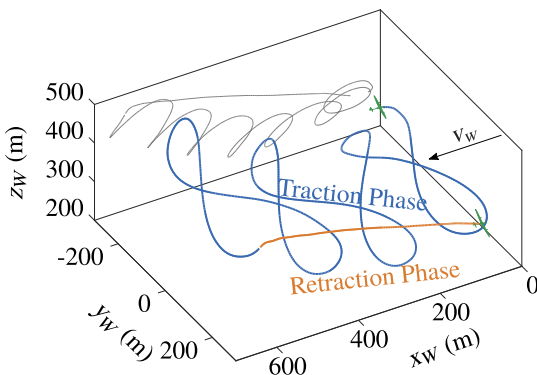 500
400
300
200
z_W (m)
-200
0
200
y_W (m)
600
400
200
0
x_W (m)
v_W
Traction Phase
Retraction Phase